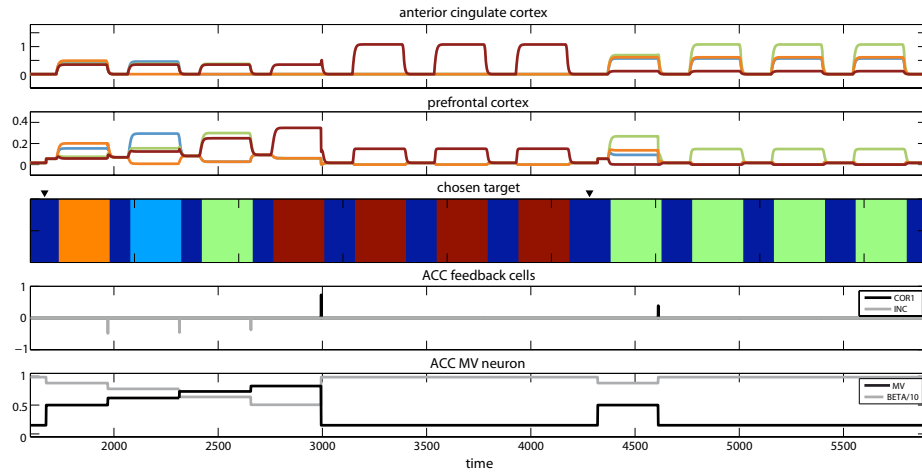 anterior cingulate cortex
1
0
prefrontal cortex
0.4
0.2
0
chosen target
ACC feedback cells
1
0
−1
COR1
INC
ACC MV neuron
1
0.5
0
MV
BETA/10
2000 2500 3000 3500 4000 4500 5000 5500
time